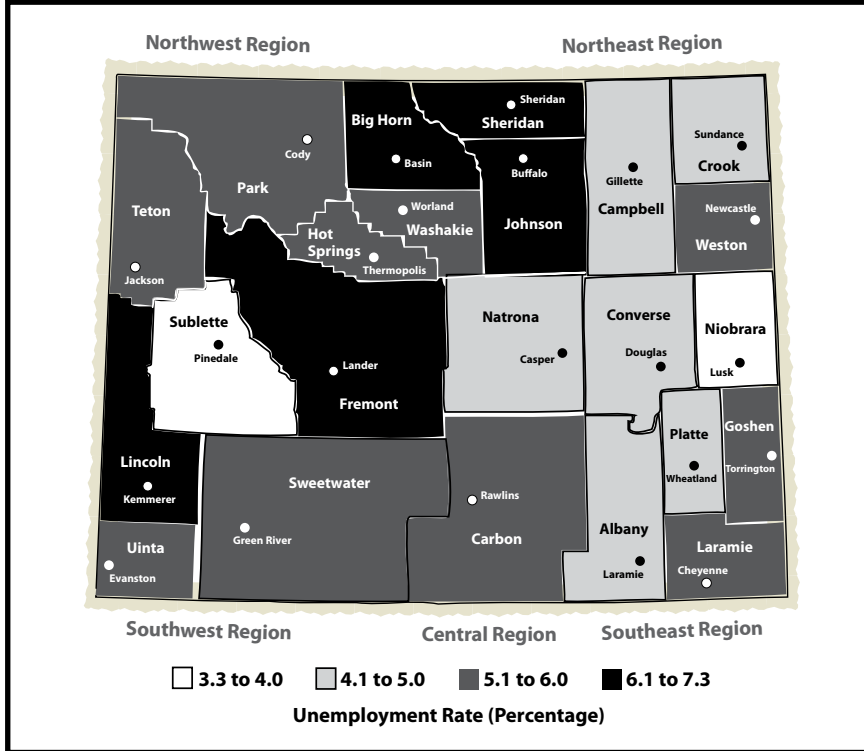 Northwest Region
Northeast Region
Big Horn
Basin
Sheridan
Sheridan
Buffalo
Johnson
Gillette
Campbell
Sundance
Crook
Newcastle
Weston
Cody
Park
Teton
Jackson
Worland
Washakie
Hot
Springs
Thermopolis
Sublette
Pinedale
Lander
Fremont
Natrona
Casper
Converse
Douglas
Niobrara
Lusk
Lincoln
Kemmerer
Sweetwater
Green River
Rawlins
Carbon
Platte
Wheatland
Goshen
Torrington
Uinta
Evanston
Albany
Laramie
Laramie
Cheyenne
Southwest Region
Central Region
Southeast Region
3.3 to 4.0
4.1 to 5.0
5.1 to 6.0
6.1 to 7.3
Unemployment Rate (Percentage)